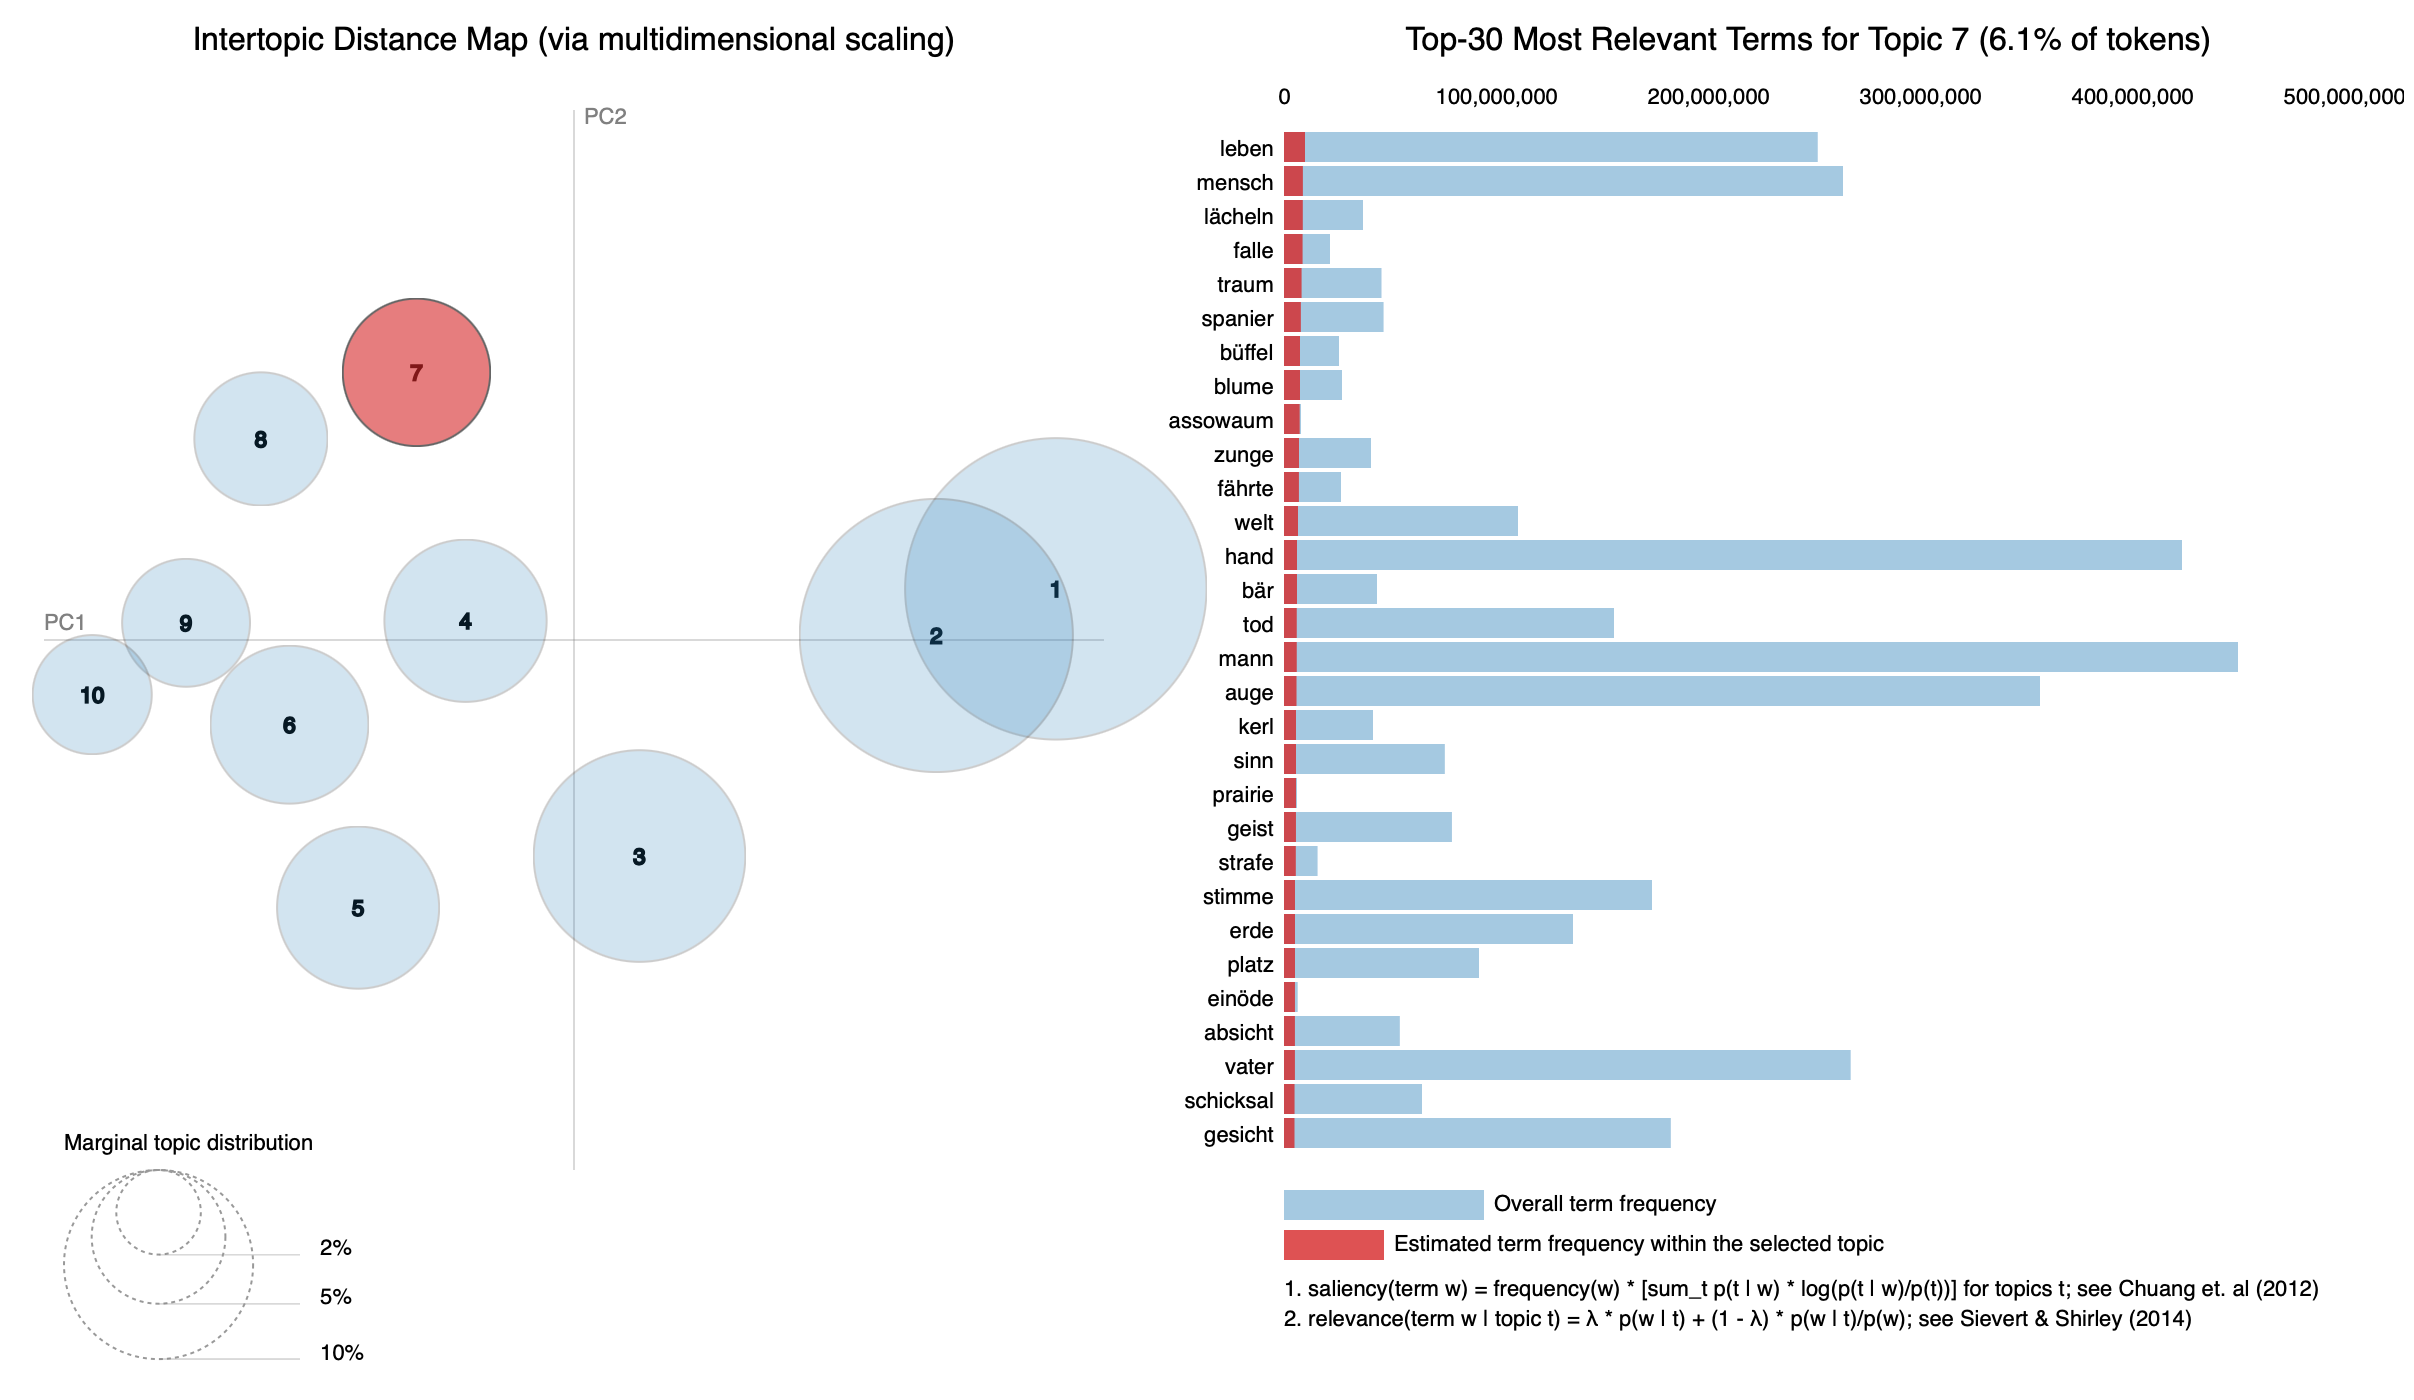 Intertopic Distance Map (via multidimensional scaling)
PC2
PC1
7
8
9
4
10
6
5
3
2
1
Marginal topic distribution
2%
5%
10%
Top-30 Most Relevant Terms for Topic 7 (6.1% of tokens)
0 100,000,000 200,000,000 300,000,000 400,000,000 500,000,000
leben
mensch
lächeln
falle
traum
spanier
büffel
blume
assowaum
zunge
fährte
welt
hand
bär
tod
mann
auge
kerl
sinn
prairie
geist
strafe
stimme
erde
platz
einöde
absicht
vater
schicksal
gesicht
Overall term frequency
Estimated term frequency within the selected topic
1. saliency(term w) = frequency(w) * [sum_t p(t | w) * log(p(t | w)/p(t))] for topics t; see Chuang et. al (2012)
2. relevance(term w | topic t) = λ * p(w | t) + (1 - λ) * p(w | t)/p(w); see Sievert & Shirley (2014)